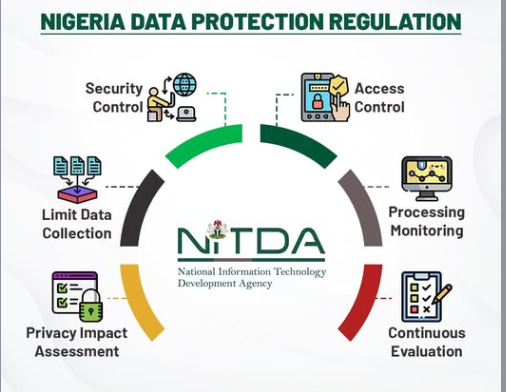 NIGERIA DATA PROTECTION REGULATION
Security
Control
Access
Control
Limit Data
Collection
Processing
Monitoring
NiTDA
National Information Technology
Development Agency
Privacy Impact
Assessment
Continuous
Evaluation